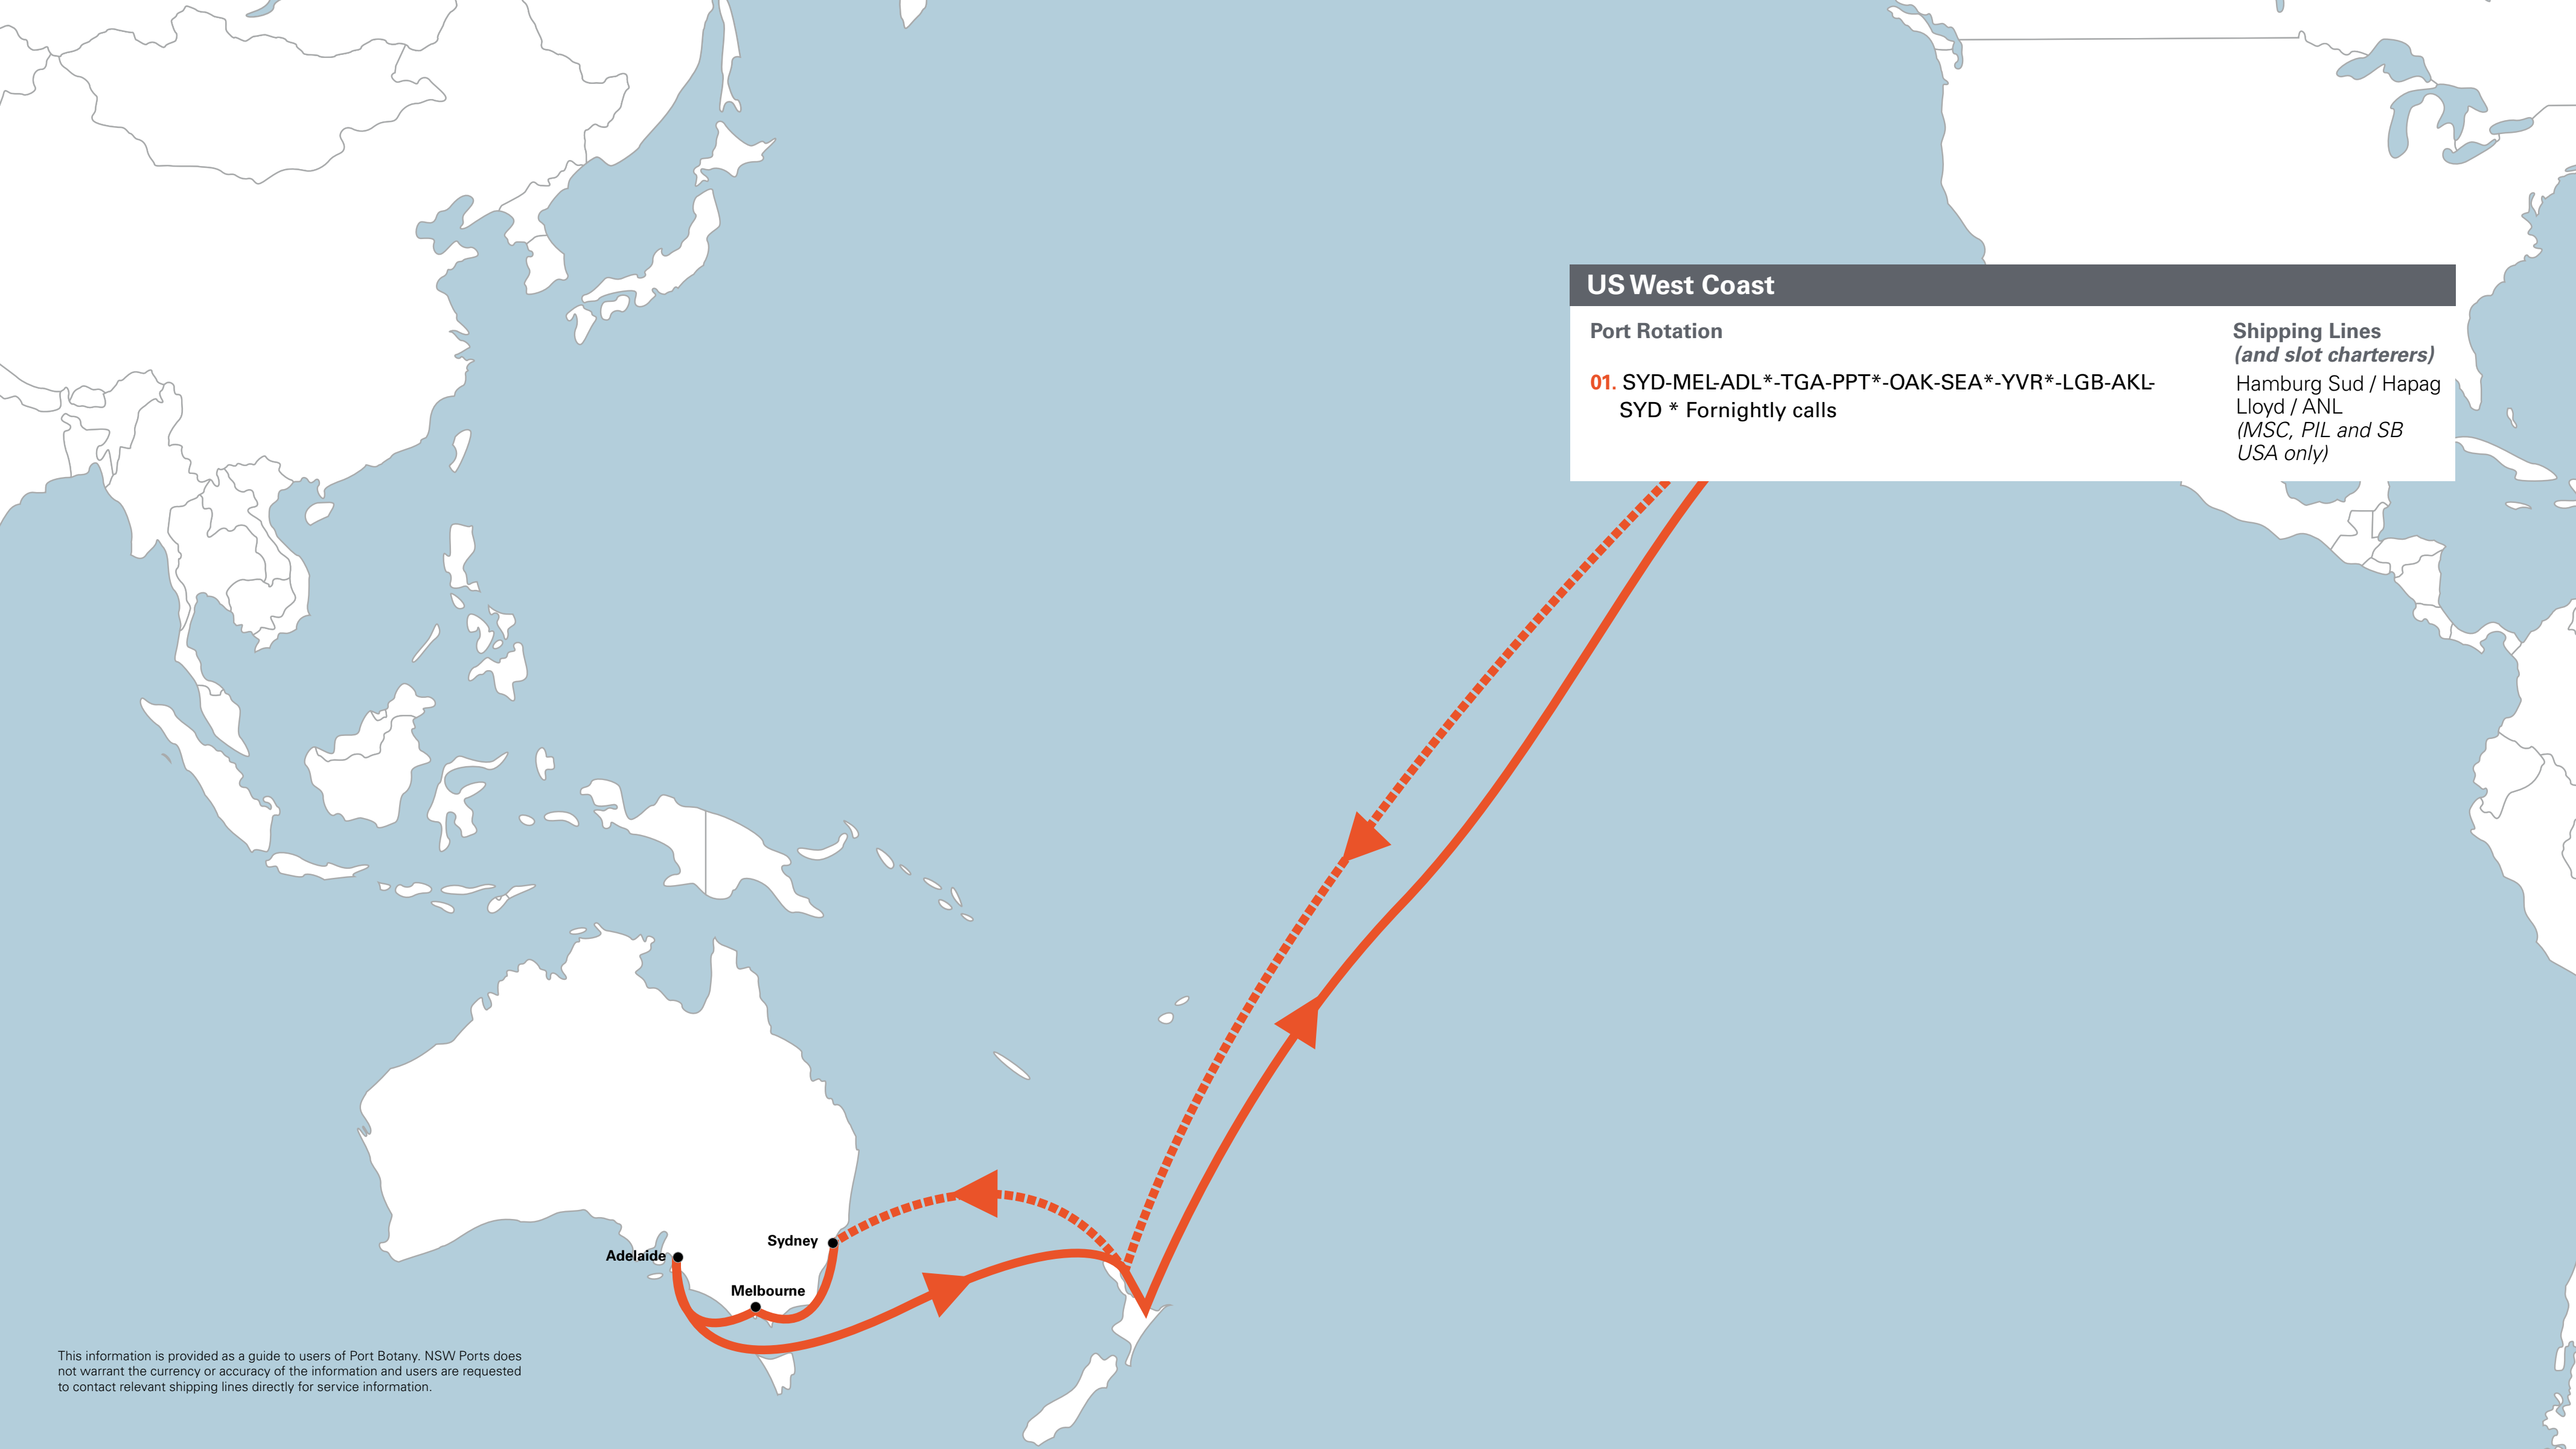 US West Coast
Port Rotation
01. SYD-MEL-ADL*-TGA-PPT*-OAK-SEA*-YVR*-LGB-AKL-
SYD * Fornightly calls
Shipping Lines
(and slot charterers)
Hamburg Sud / Hapag
Lloyd / ANL
(MSC, PIL and SB
USA only)
Sydney
Adelaide
Melbourne
This information is provided as a guide to users of Port Botany. NSW Ports does
not warrant the currency or accuracy of the information and users are requested
to contact relevant shipping lines directly for service information.